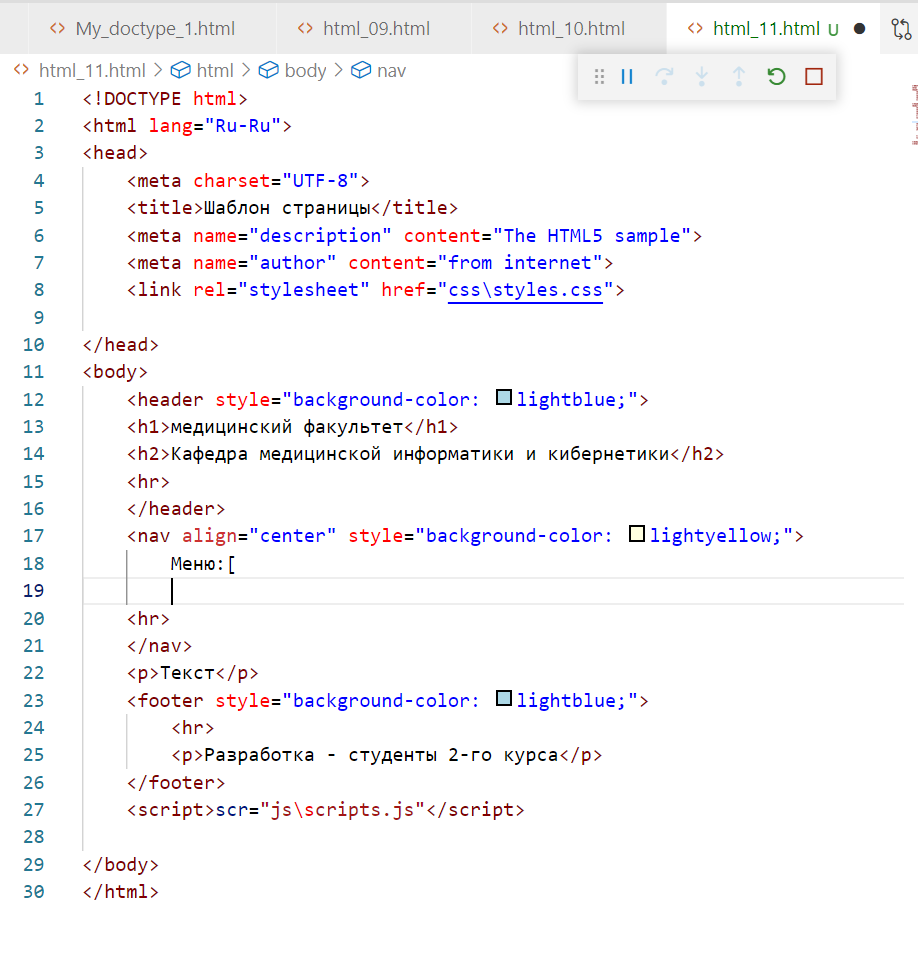 My_doctype_1.html html_09.html html_10.html html_11.html U
html_11.html > html > body > nav
1 <!DOCTYPE html>
2 <html lang="Ru-Ru">
3 <head>
4 <meta charset="UTF-8">
5 <title>Шаблон страницы</title>
6 <meta name="description" content="The HTML5 sample">
7 <meta name="author" content="from internet">
8 <link rel="stylesheet" href="css\styles.css">
9
10 </head>
11 <body>
12 <header style="background-color: lightblue;">
13 <h1>медицинский факультет</h1>
14 <h2>Кафедра медицинской информатики и кибернетики</h2>
15 <hr>
16 </header>
17 <nav align="center" style="background-color: lightyellow;">
18 Меню:[
19
20 <hr>
21 </nav>
22 <p>Текст</p>
23 <footer style="background-color: lightblue;">
24 <hr>
25 <p>Разработка - студенты 2-го курса</p>
26 </footer>
27 <script>scr="js\scripts.js"</script>
28
29 </body>
30 </html>